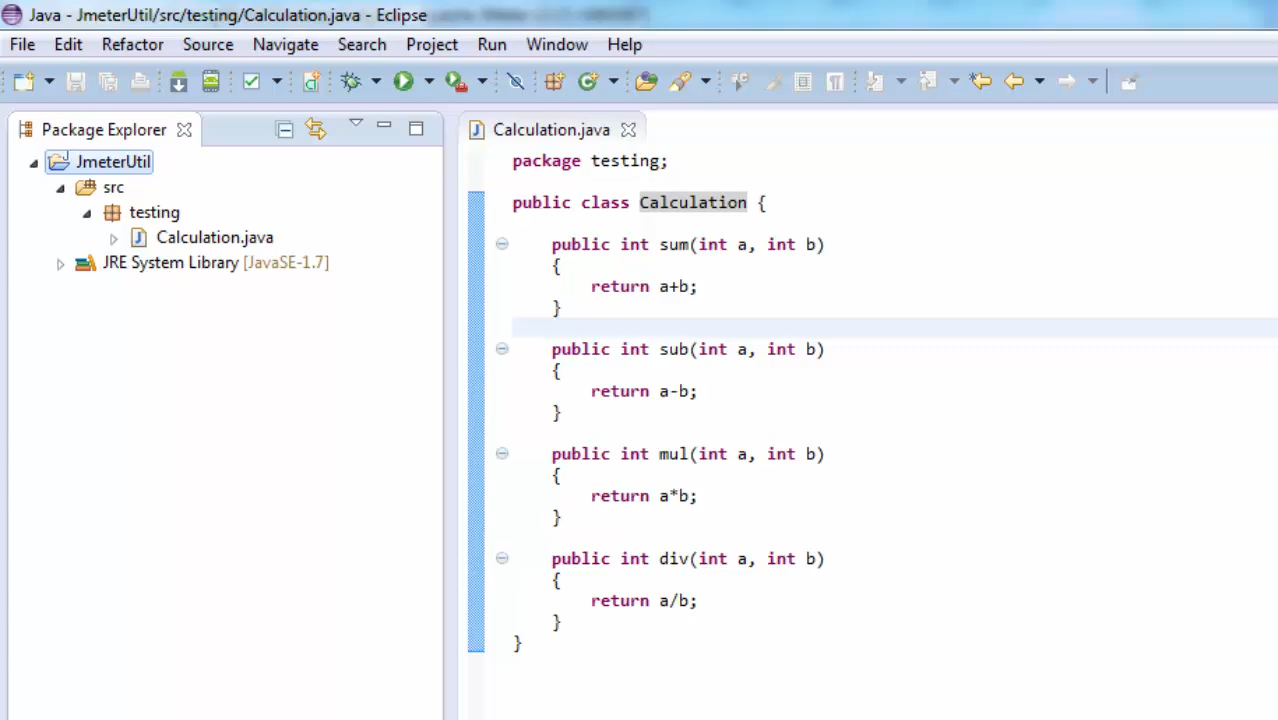 Java - JmeterUtil/src/testing/Calculation.java - Eclipse
File Edit Refactor Source Navigate Search Project Run Window Help
Package Explorer
JmeterUtil
src
testing
Calculation.java
JRE System Library [JavaSE-1.7]
Calculation.java
package testing;
public class Calculation {
public int sum(int a, int b)
{
return a+b;
}
public int sub(int a, int b)
{
return a-b;
}
public int mul(int a, int b)
{
return a*b;
}
public int div(int a, int b)
{
return a/b;
}
}